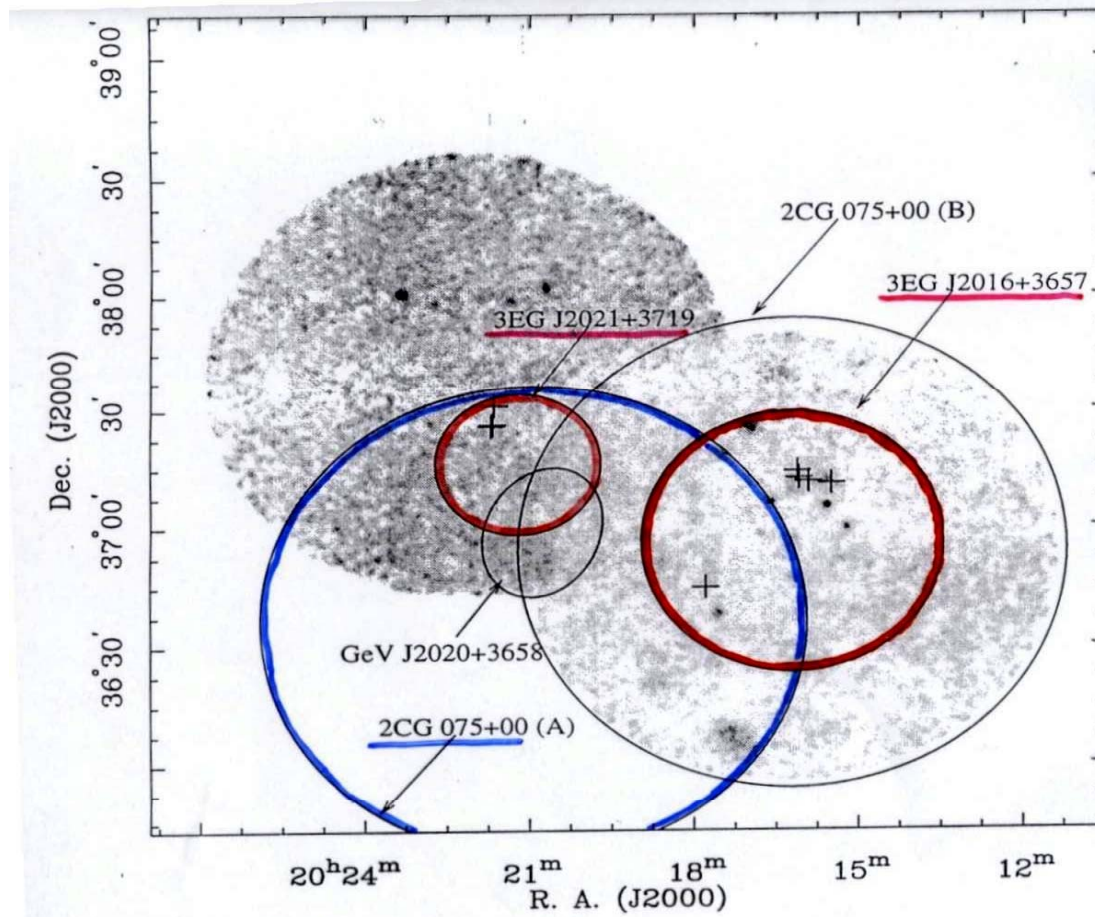 39°00′
30′
2CG 075+00 (B)
3EG J2016+3657
38°00′
3EG J2021+3719
Dec. (J2000)
30′
37°00′
GeV J2020+3658
36°30′
2CG 075+00 (A)
20ʰ24ᵐ
21ᵐ
18ᵐ
15ᵐ
12ᵐ
R. A. (J2000)